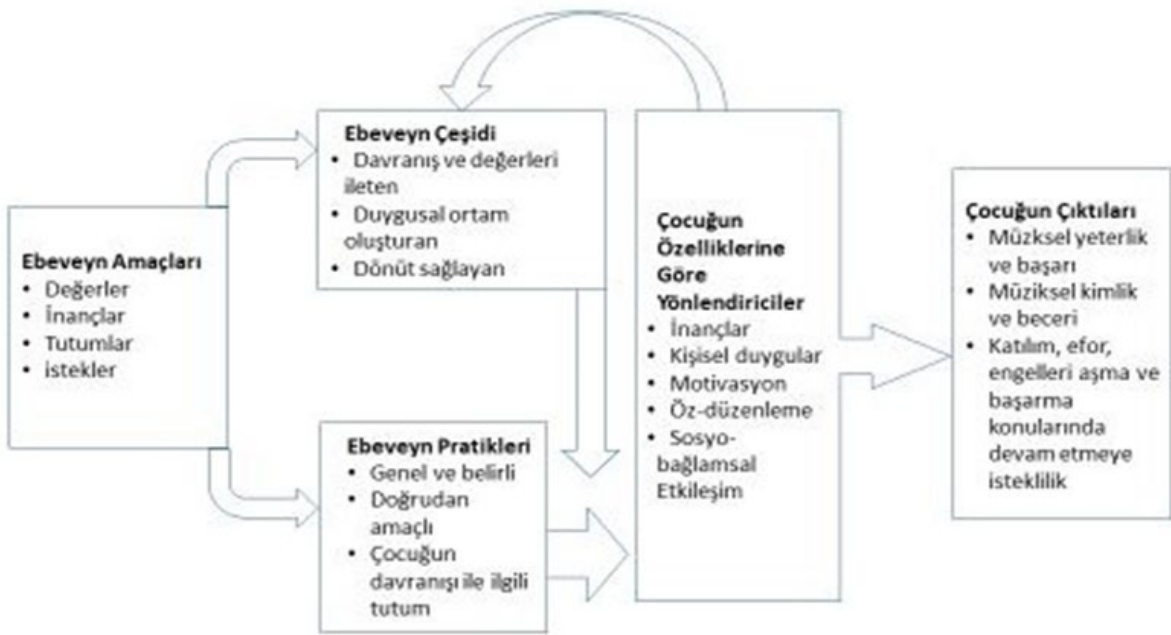 Ebeveyn Amaçları
• Değerler
• İnançlar
• Tutumlar
• istekler
Ebeveyn Çeşidi
• Davranış ve değerleri
ileten
• Duygusal ortam
oluşturan
• Dönüt sağlayan
Ebeveyn Pratikleri
• Genel ve belirli
• Doğrudan
amaçlı
• Çocuğun
davranışı ile ilgili
tutum
Çocuğun
Özelliklerine
Göre
Yönlendiriciler
• İnançlar
• Kişisel duygular
• Motivasyon
• Öz-düzenleme
• Sosyo-
bağlamsal
Etkileşim
Çocuğun Çıktıları
• Müzksel yeterlik
ve başarı
• Müziksel kimlik
ve beceri
• Katılım, efor,
engelleri aşma ve
başarma
konularında
devam etmeye
isteklilik